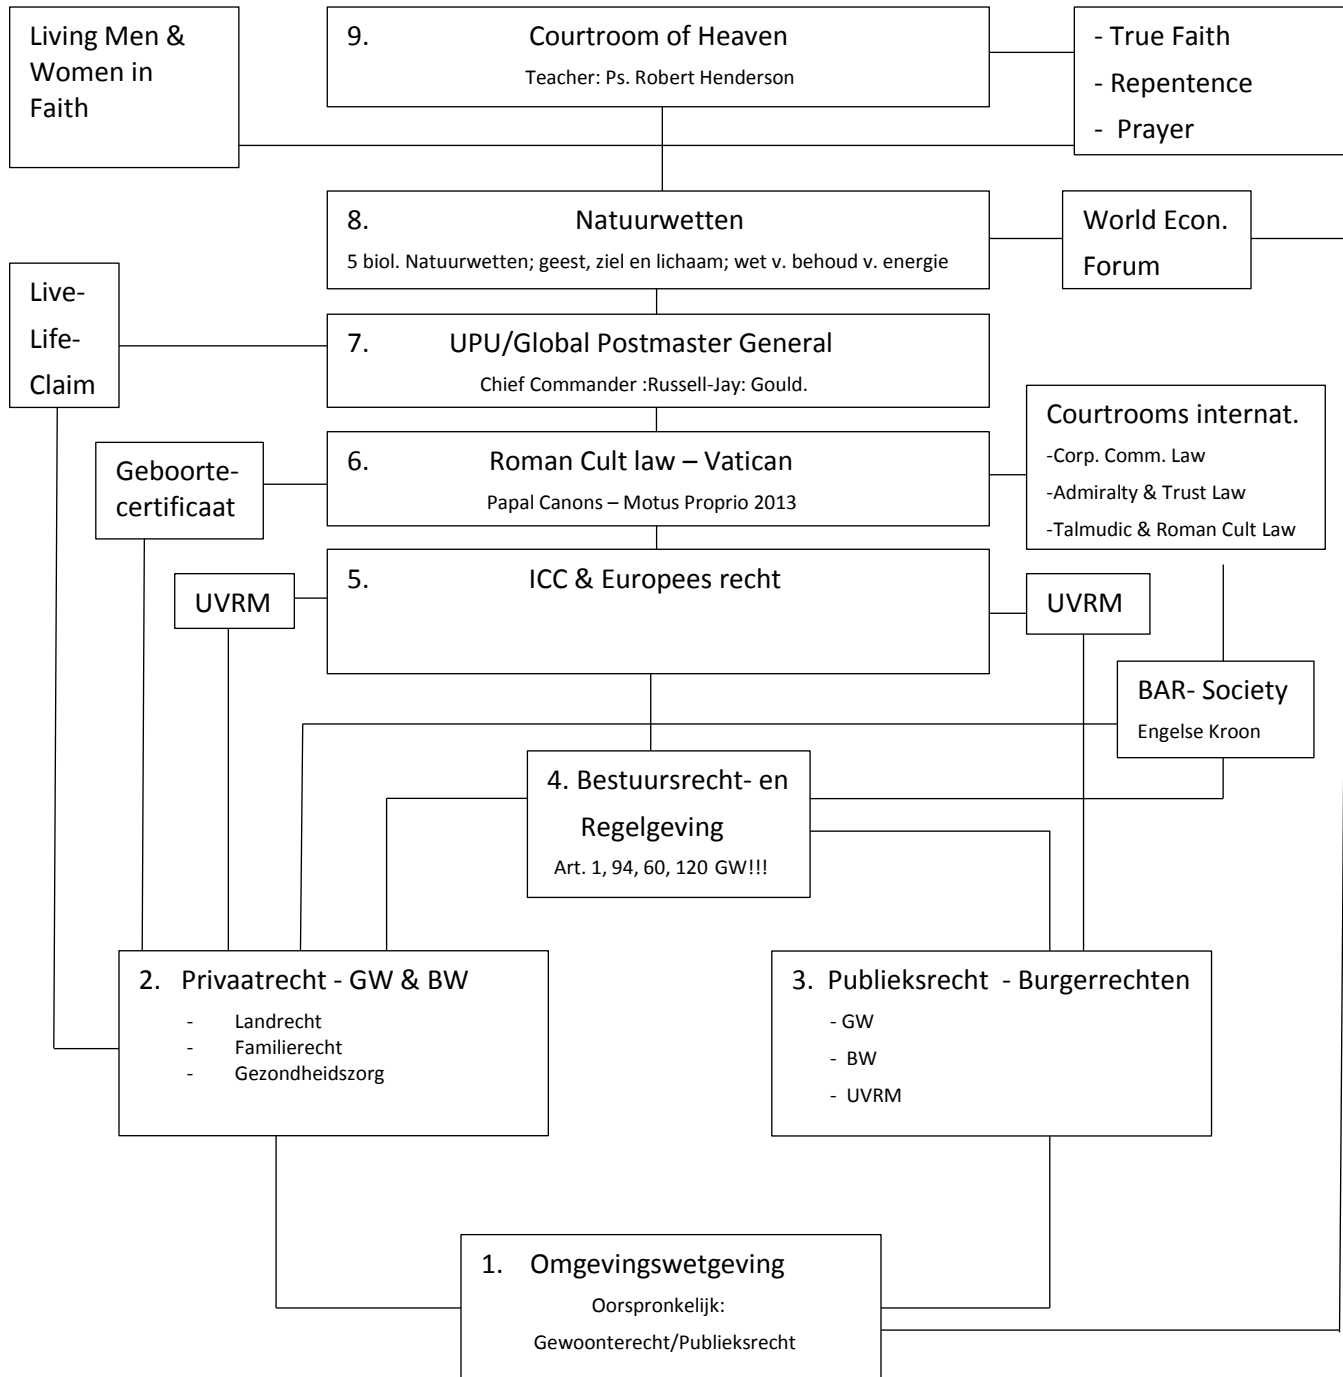 Living Men &
Women in
Faith
9. Courtroom of Heaven
Teacher: Ps. Robert Henderson
- True Faith
- Repentence
- Prayer
8. Natuurwetten
5 biol. Natuurwetten; geest, ziel en lichaam; wet v. behoud v. energie
World Econ.
Forum
Live-
Life-
Claim
7. UPU/Global Postmaster General
Chief Commander :Russell-Jay: Gould.
Geboorte-
certificaat
6. Roman Cult law – Vatican
Papal Canons – Motus Proprio 2013
Courtrooms internat.
-Corp. Comm. Law
-Admiralty & Trust Law
-Talmudic & Roman Cult Law
UVRM
5. ICC & Europees recht
UVRM
BAR- Society
Engelse Kroon
4. Bestuursrecht- en
Regelgeving
Art. 1, 94, 60, 120 GW!!!
2. Privaatrecht - GW & BW
- Landrecht
- Familierecht
- Gezondheidszorg
3. Publieksrecht - Burgerrechten
- GW
- BW
- UVRM
1. Omgevingswetgeving
Oorspronkelijk:
Gewoonterecht/Publieksrecht